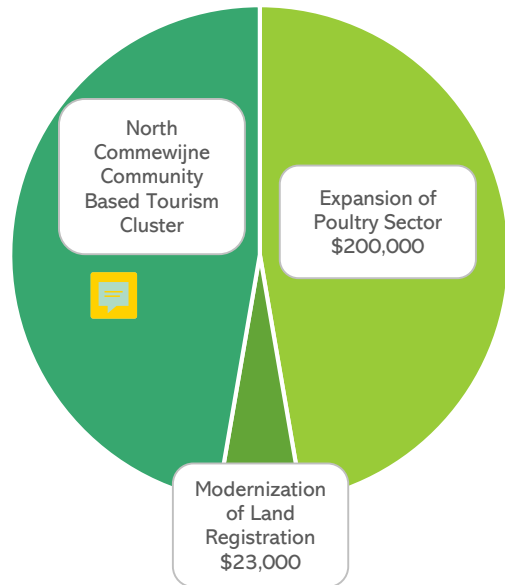 North
Commewijne
Community
Based Tourism
Cluster
Expansion of
Poultry Sector
$200,000
Modernization
of Land
Registration
$23,000